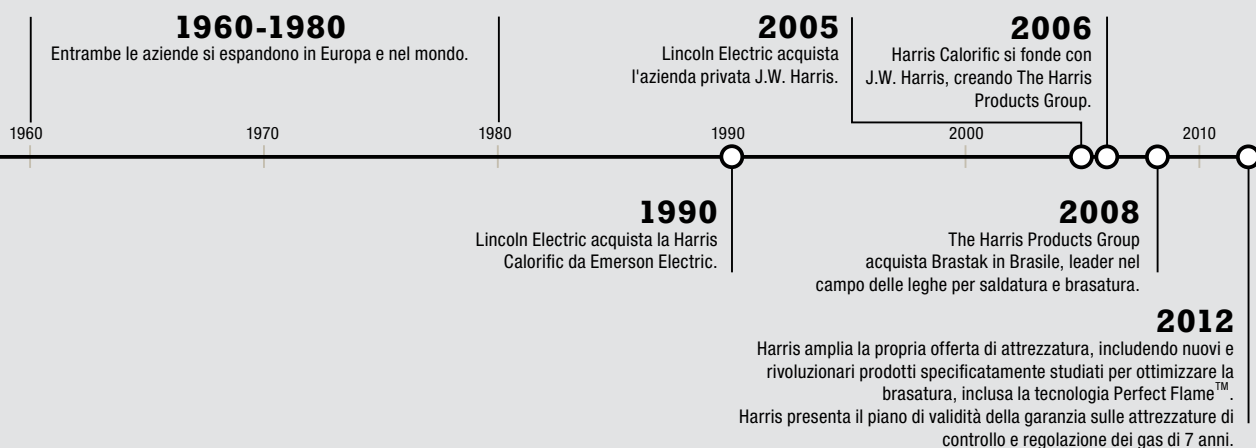 1960-1980
Entrambe le aziende si espandono in Europa e nel mondo.
2005
Lincoln Electric acquista
l'azienda privata J.W. Harris.
2006
Harris Calorific si fonde con
J.W. Harris, creando The Harris
Products Group.
1960
1970
1980
1990
2000
2010
1990
Lincoln Electric acquista la Harris
Calorific da Emerson Electric.
2008
The Harris Products Group
acquista Brastak in Brasile, leader nel
campo delle leghe per saldatura e brasatura.
2012
Harris amplia la propria offerta di attrezzatura, includendo nuovi e
rivoluzionari prodotti specificatamente studiati per ottimizzare la
brasatura, inclusa la tecnologia Perfect Flame™.
Harris presenta il piano di validità della garanzia sulle attrezzature di
controllo e regolazione dei gas di 7 anni.